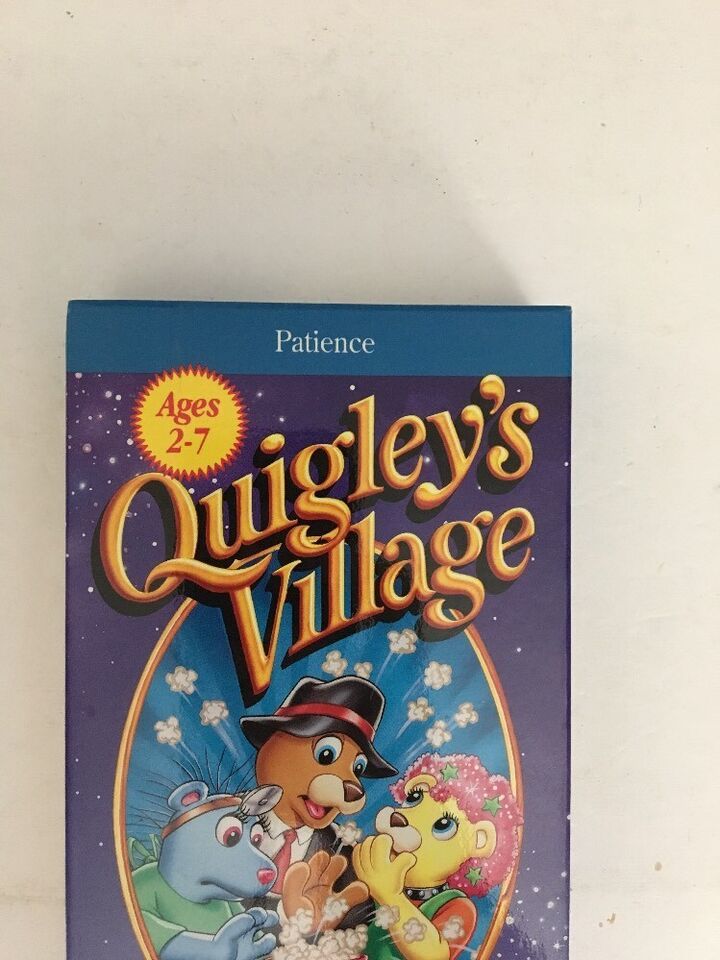 Patience
Ages
2-7
Quigley's
Village